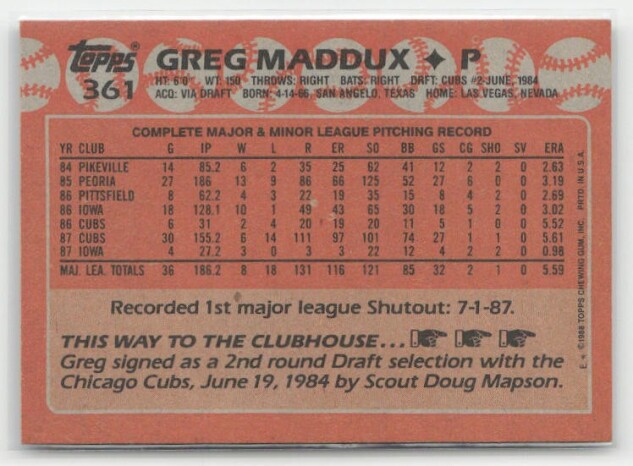 topps® GREG MADDUX ✦ P
361 HT: 6'0" WT: 150 THROWS: RIGHT BATS: RIGHT DRAFT: CUBS #2-JUNE, 1984
ACQ: VIA DRAFT BORN: 4-14-66, SAN ANGELO, TEXAS HOME: LAS VEGAS, NEVADA
COMPLETE MAJOR & MINOR LEAGUE PITCHING RECORD
YR CLUB G IP W L R ER SO BB GS CG SHO SV ERA
84 PIKEVILLE 14 85.2 6 2 35 25 62 41 12 2 2 0 2.63
85 PEORIA 27 186 13 9 86 66 125 52 27 6 0 0 3.19
86 PITTSFIELD 8 62.2 4 3 22 19 35 15 8 4 2 0 2.69
86 IOWA 18 128.1 10 1 49 43 65 30 18 5 2 0 3.02
86 CUBS 6 31 2 4 20 19 20 11 5 1 0 0 5.52
87 CUBS 30 155.2 6 14 111 97 101 74 27 1 1 0 5.61
87 IOWA 4 27.2 3 0 3 3 22 12 4 2 2 0 0.98
MAJ. LEA. TOTALS 36 186.2 8 18 131 116 121 85 32 2 1 0 5.59
Recorded 1st major league Shutout: 7-1-87.
THIS WAY TO THE CLUBHOUSE...
Greg signed as a 2nd round Draft selection with the
Chicago Cubs, June 19, 1984 by Scout Doug Mapson.
E * ©1988 TOPPS CHEWING GUM, INC. PRTD. IN U.S.A.